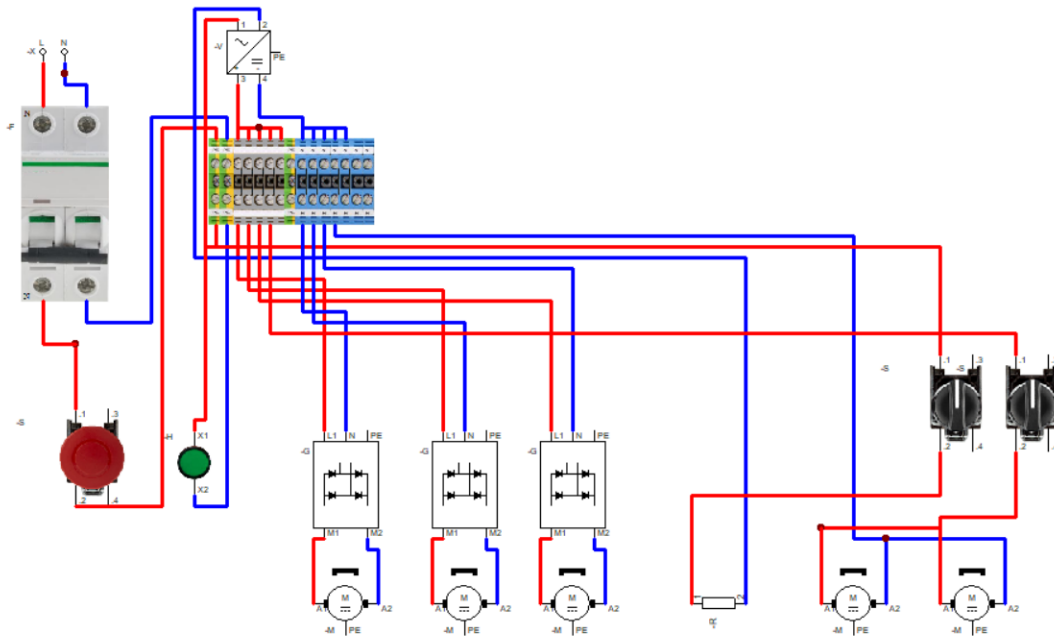 L N
-X
1 2
-V
PE
3 4
N
.1 .3
-S
.2 .4
-H
X1
X2
L1 N PE
-G
M1 M2
L1 N PE
-G
M1 M2
L1 N PE
-G
M1 M2
A1 M A2
-M PE
A1 M A2
-M PE
A1 M A2
-M PE
1 2
-S
.1 .3
.2 .4
-S
.1
.2
A1 M A2
-M PE
A1 M A2
-M PE